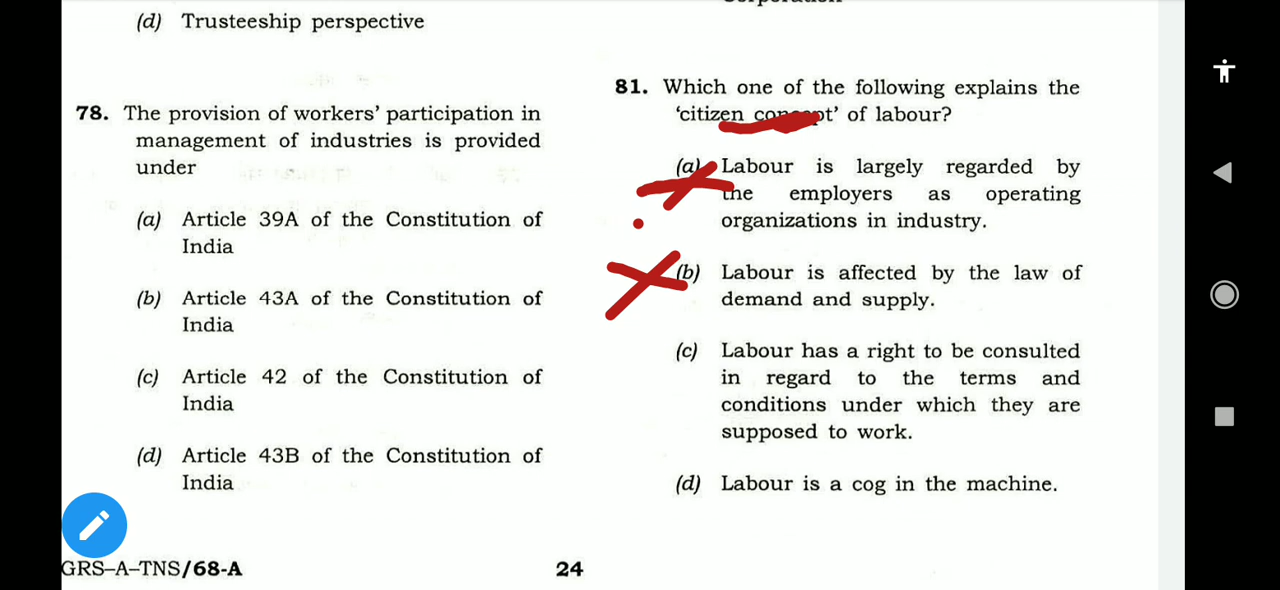 (d) Trusteeship perspective
78. The provision of workers' participation in
management of industries is provided
under
(a) Article 39A of the Constitution of
India
(b) Article 43A of the Constitution of
India
(c) Article 42 of the Constitution of
India
(d) Article 43B of the Constitution of
India
GRS–A–TNS/68-A
24
81. Which one of the following explains the
‘citizen concept’ of labour?
(a) Labour is largely regarded by
the employers as operating
organizations in industry.
(b) Labour is affected by the law of
demand and supply.
(c) Labour has a right to be consulted
in regard to the terms and
conditions under which they are
supposed to work.
(d) Labour is a cog in the machine.